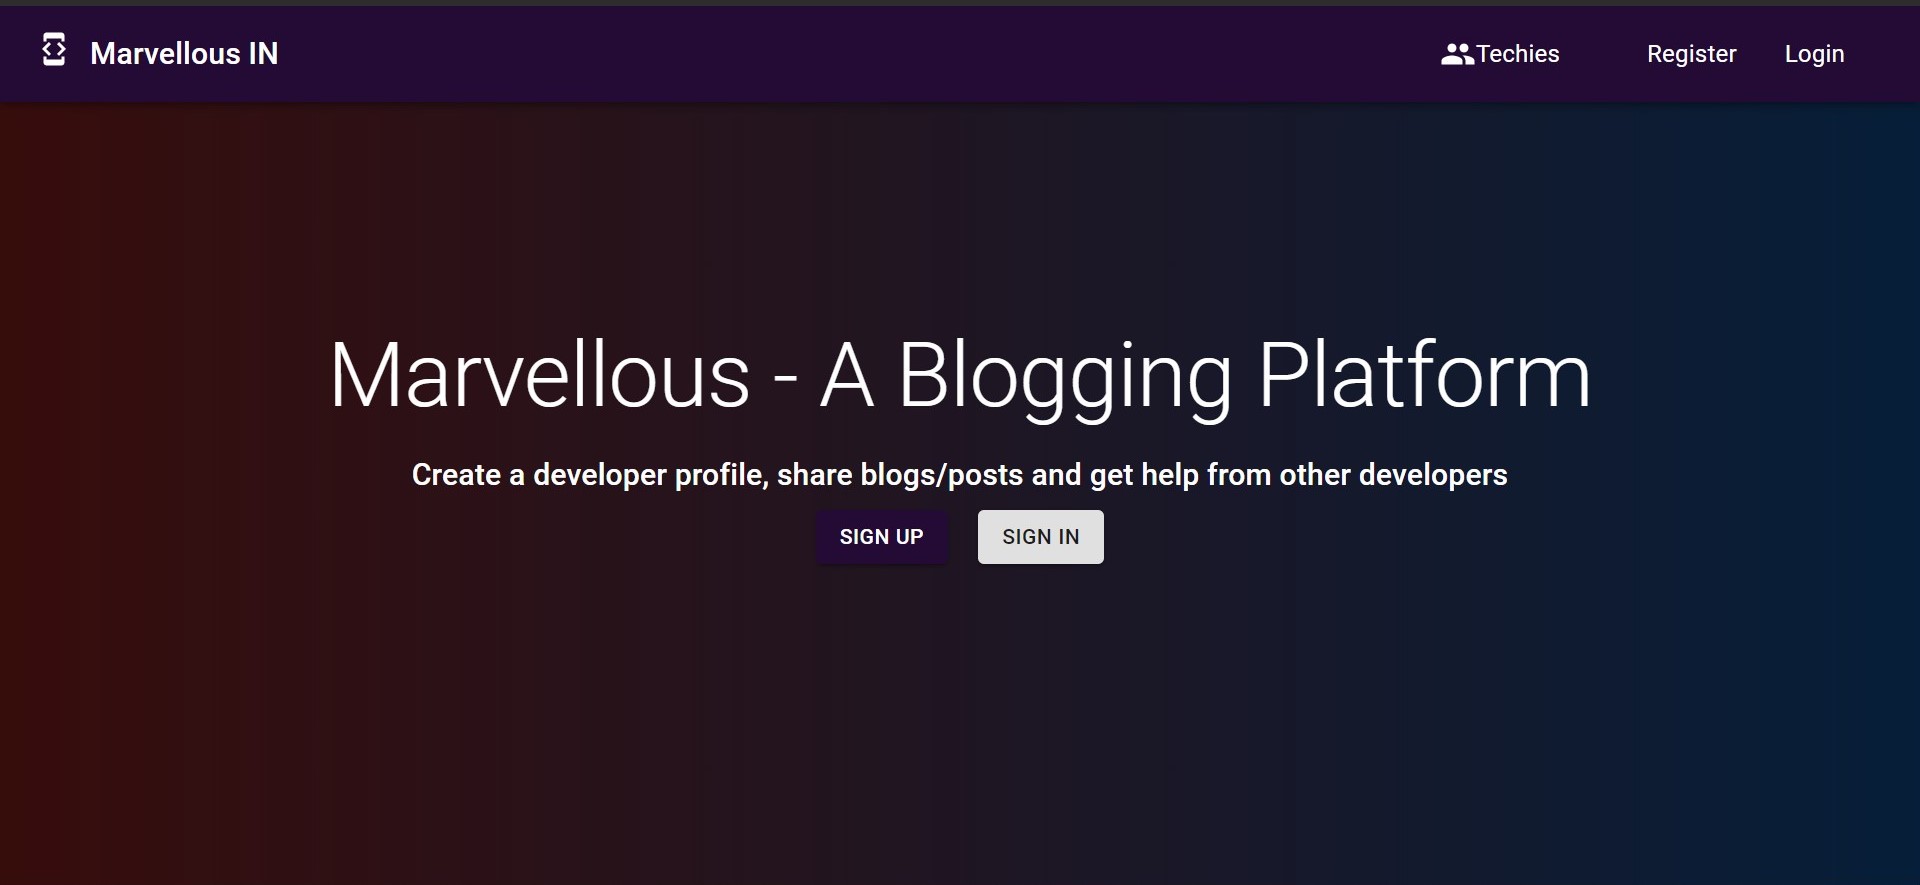 Marvellous IN
Techies
Register
Login
Marvellous - A Blogging Platform
Create a developer profile, share blogs/posts and get help from other developers
SIGN UP
SIGN IN